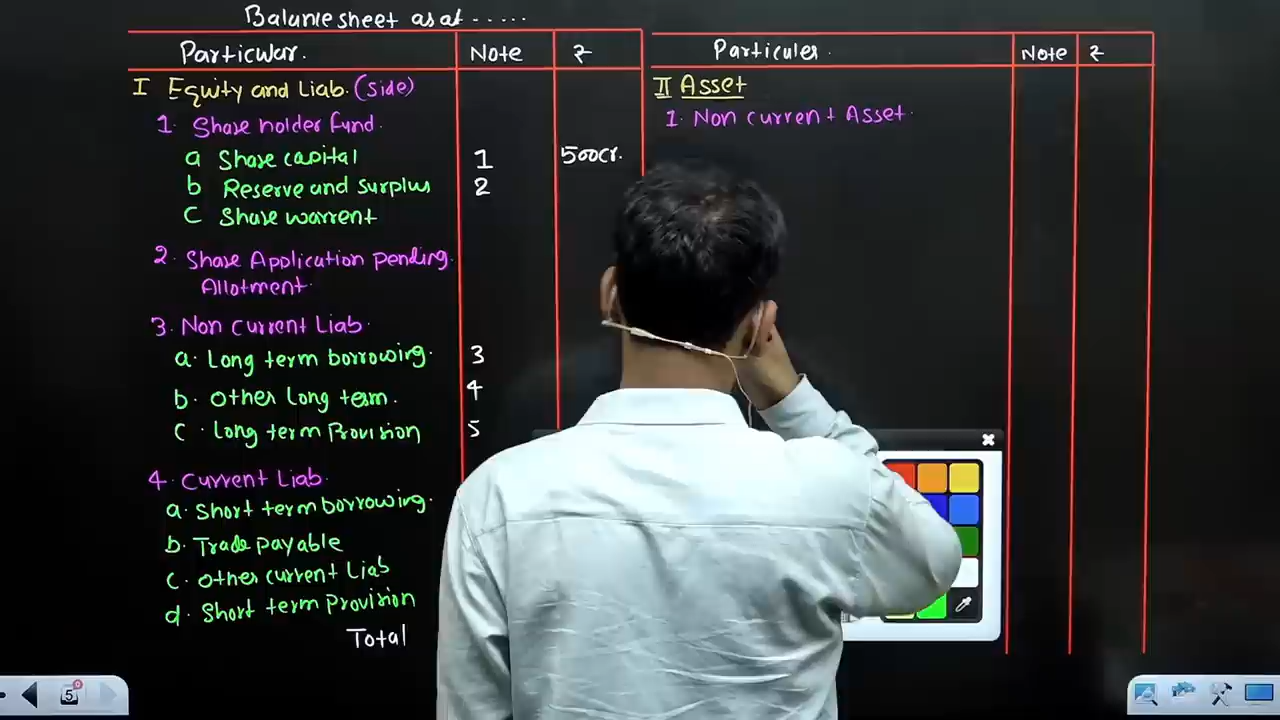 Balance sheet as at ......
Particular. Note ₹
I Equity and Liab. (side)
1. Share holder fund.
a Share capital 1 500cr.
b Reserve and surplus 2
c Share warrent
2. Share Application pending
Allotment.
3. Non current Liab.
a. Long term borrowing. 3
b. other Long term. 4
c. Long term Provision 5
4. Current Liab.
a. Short term borrowing.
b. Trade payable
c. other current Liab
d. Short term provision
Total
Particuler. Note ₹
II Asset
1. Non current Asset.
5
0